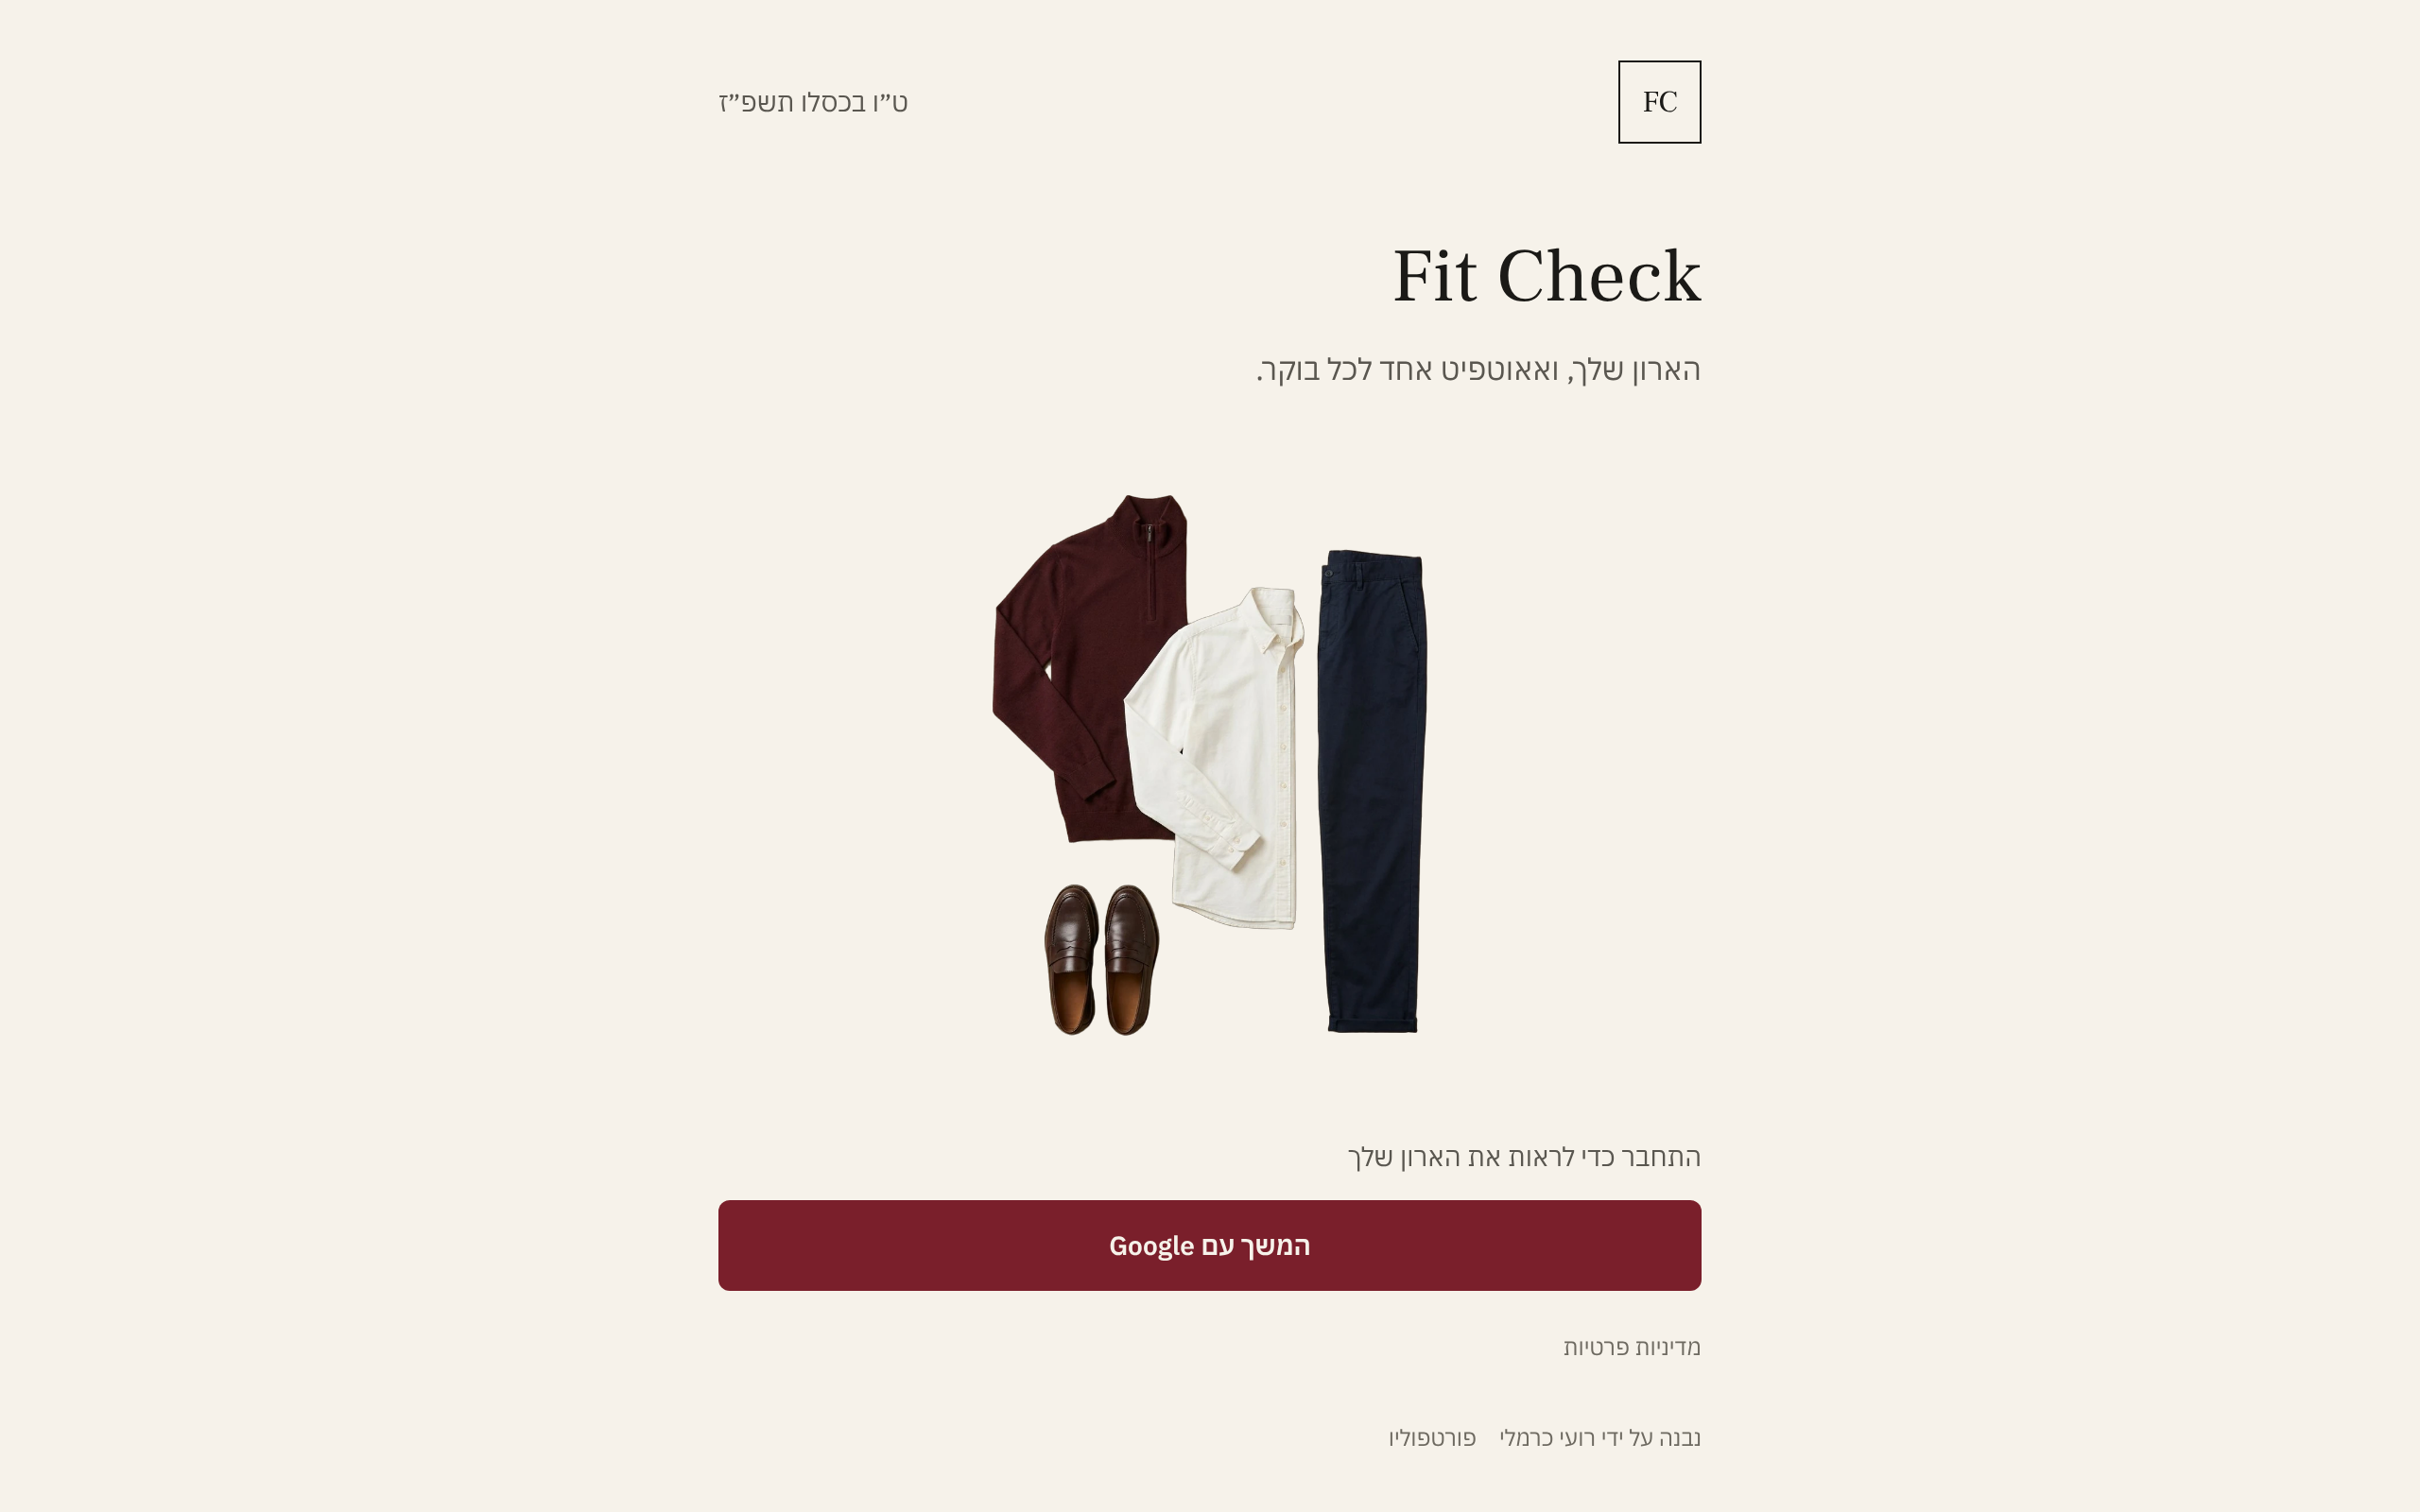 FC
ט״ו בכסלו תשפ״ז
Fit Check
הארון שלך, ואאוטפיט אחד לכל בוקר.
התחבר כדי לראות את הארון שלך
המשך עם Google
מדיניות פרטיות
נבנה על ידי רועי כרמלי פורטפוליו